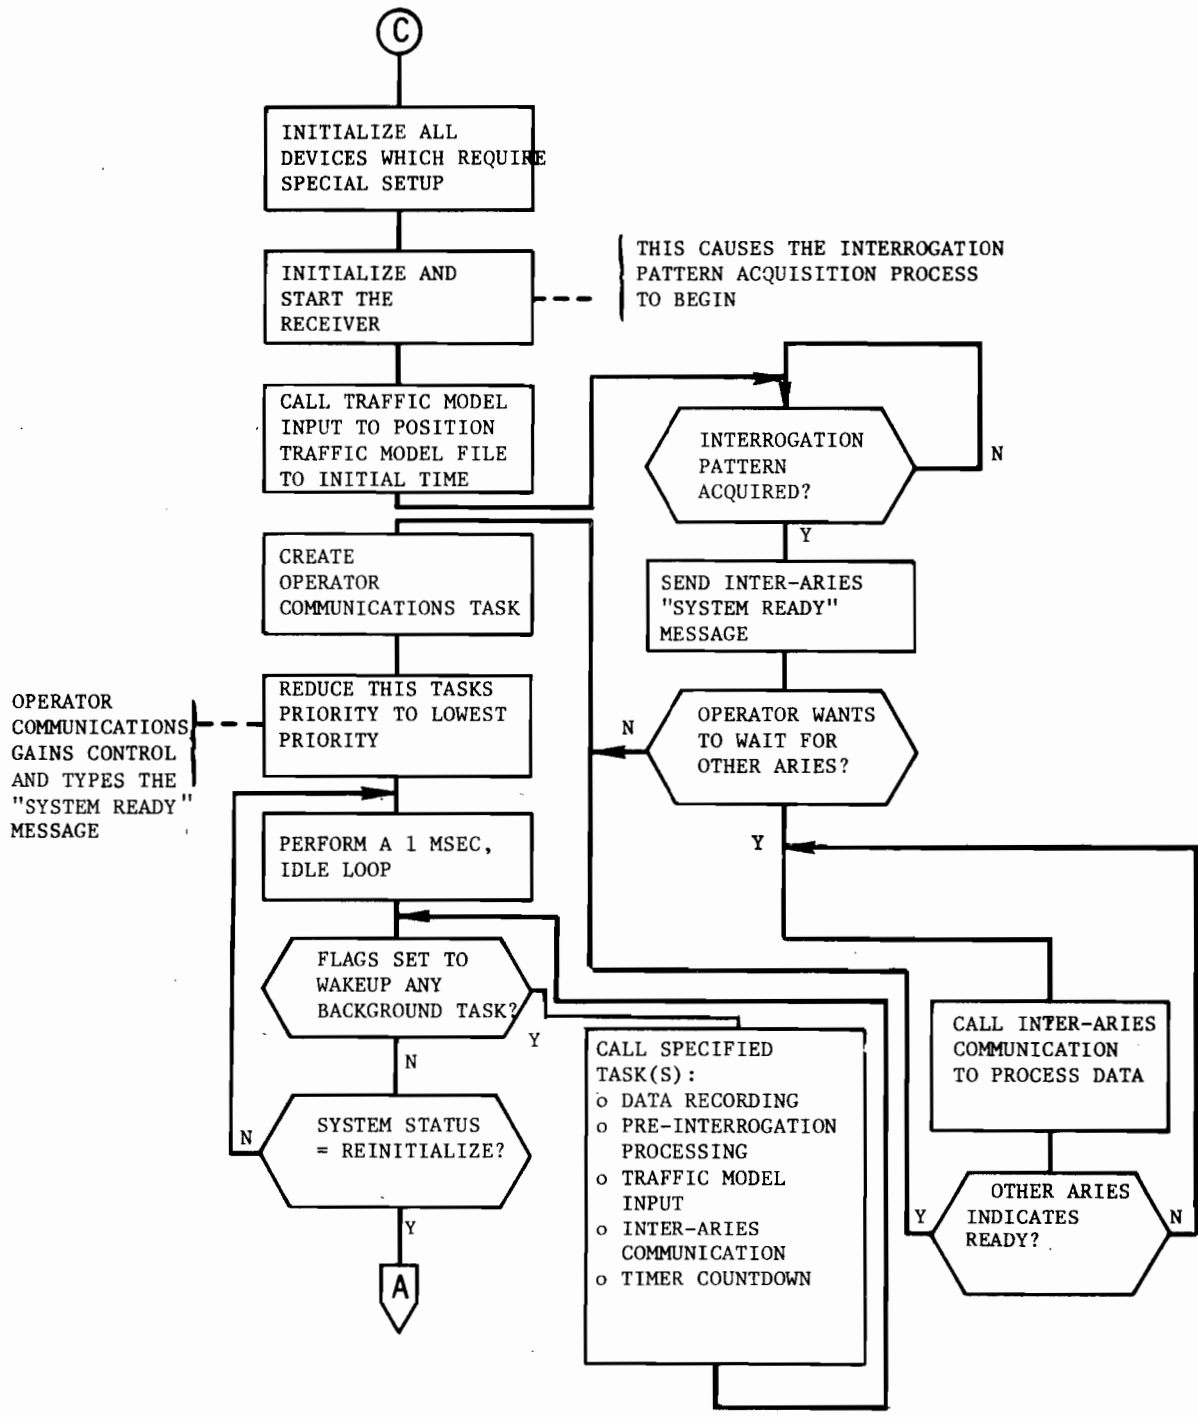 C
INITIALIZE ALL
DEVICES WHICH REQUIRE
SPECIAL SETUP
INITIALIZE AND
START THE
RECEIVER
THIS CAUSES THE INTERROGATION
PATTERN ACQUISITION PROCESS
TO BEGIN
CALL TRAFFIC MODEL
INPUT TO POSITION
TRAFFIC MODEL FILE
TO INITIAL TIME
INTERROGATION
PATTERN
ACQUIRED?
N
Y
SEND INTER-ARIES
"SYSTEM READY"
MESSAGE
OPERATOR WANTS
TO WAIT FOR
OTHER ARIES?
N
Y
CALL INTER-ARIES
COMMUNICATION
TO PROCESS DATA
OTHER ARIES
INDICATES
READY?
Y
N
CREATE
OPERATOR
COMMUNICATIONS TASK
REDUCE THIS TASKS
PRIORITY TO LOWEST
PRIORITY
OPERATOR
COMMUNICATIONS
GAINS CONTROL
AND TYPES THE
"SYSTEM READY"
MESSAGE
PERFORM A 1 MSEC,
IDLE LOOP
FLAGS SET TO
WAKEUP ANY
BACKGROUND TASK?
Y
N
CALL SPECIFIED
TASK(S):
o DATA RECORDING
o PRE-INTERROGATION
PROCESSING
o TRAFFIC MODEL
INPUT
o INTER-ARIES
COMMUNICATION
o TIMER COUNTDOWN
SYSTEM STATUS
= REINITIALIZE?
N
Y
A